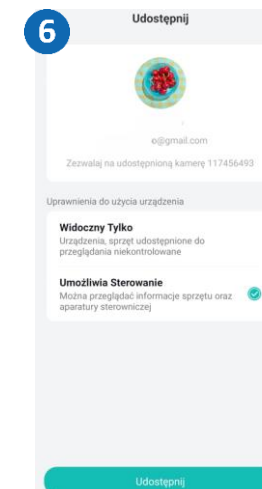 6
Udostępnij
e@gmail.com
Zezwalaj na udostępnioną kamerę 117456493
Uprawnienia do użycia urządzenia
Widoczny Tylko
Urządzenia, sprzęt udostępnione do
przeglądania niekontrolowane
Umożliwia Sterowanie
Można przeglądać informacje sprzętu oraz
aparatury sterowniczej
Udostępnij